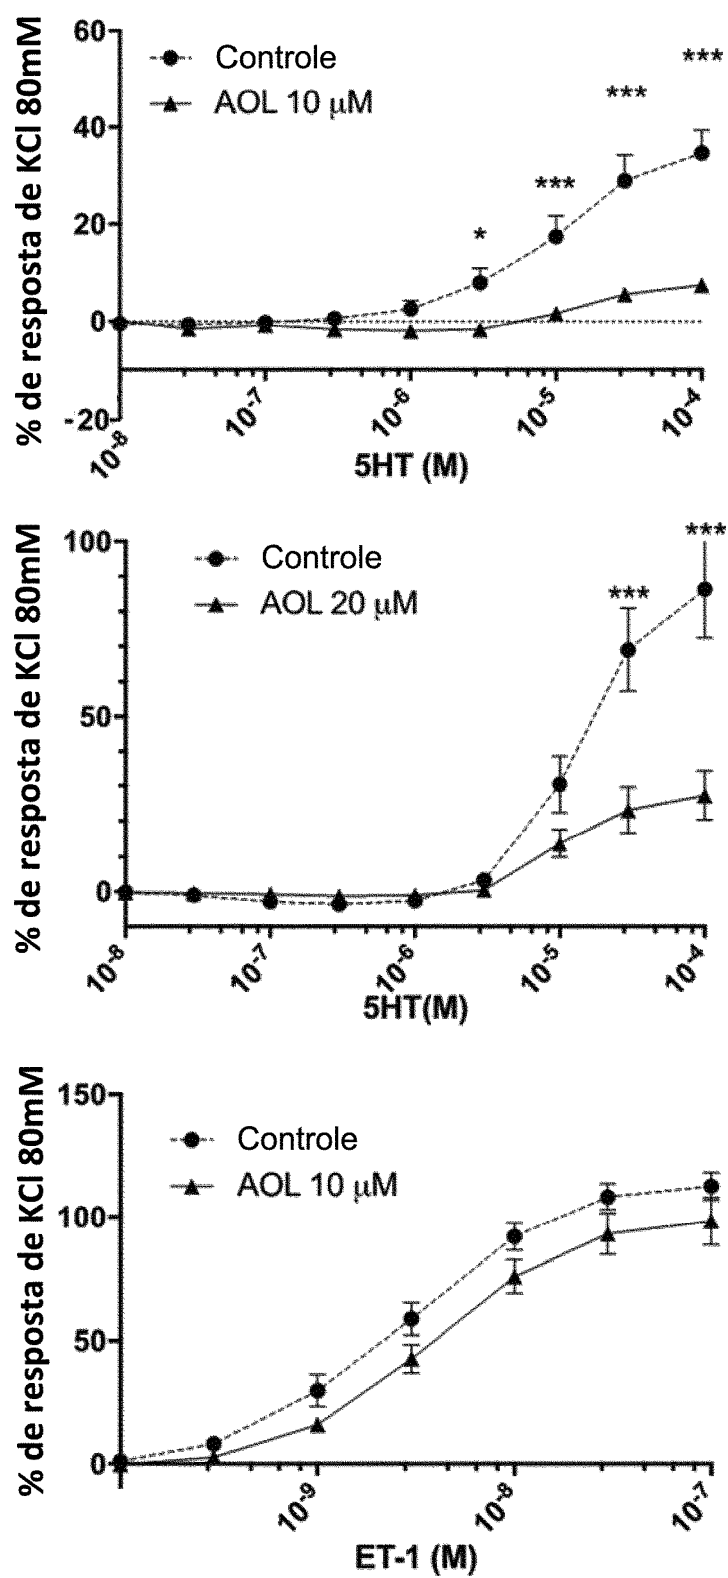 % de resposta de KCl 80mM
60
40
20
0
-20
Controle
AOL 10 μM
*
***
***
***
10-8
10-7
10-6
10-5
10-4
5HT (M)
% de resposta de KCl 80mM
100
50
0
Controle
AOL 20 μM
***
***
10-8
10-7
10-6
10-5
10-4
5HT(M)
% de resposta de KCl 80mM
150
100
50
0
Controle
AOL 10 μM
10-9
10-8
10-7
ET-1 (M)